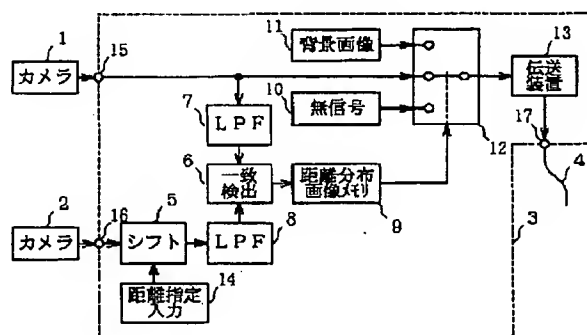 1
カメラ
15
11
背景画像
13
伝送
装置
7
LPF
10
無信号
12
17
4
6
一致
検出
距離分布
画像メモリ
9
3
2
カメラ
16
5
シフト
LPF
8
距離指定
入力
14